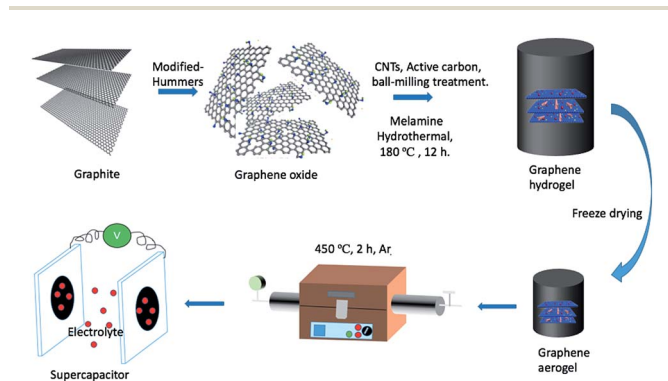 Modified-
Hummers
CNTs, Active carbon,
ball-milling treatment.
Melamine
Hydrothermal,
180 °C , 12 h.
Graphite
Graphene oxide
Graphene
hydrogel
Freeze drying
450 °C, 2 h, Ar
V
Electrolyte
Supercapacitor
Graphene
aerogel